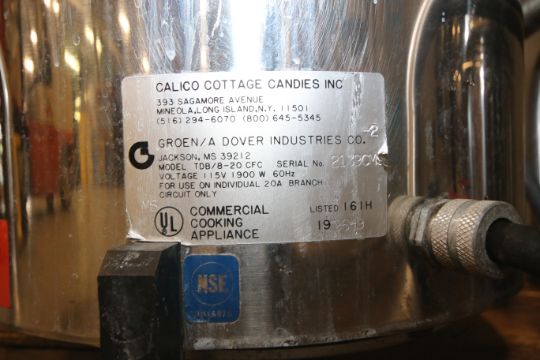 CALICO COTTAGE CANDIES INC
393 SAGAMORE AVENUE
MINEOLA, LONG ISLAND, N.Y. 11501
(516) 294-6070 (800) 645-5345
-2
GROEN/A DOVER INDUSTRIES CO.
JACKSON, MS 39212
MODEL TDB/8-20 CFC SERIAL No.
VOLTAGE 115V 1900 W 60Hz
FOR USE ON INDIVIDUAL 20A BRANCH
CIRCUIT ONLY
UL COMMERCIAL COOKING APPLIANCE
LISTED 161H
19
NSF